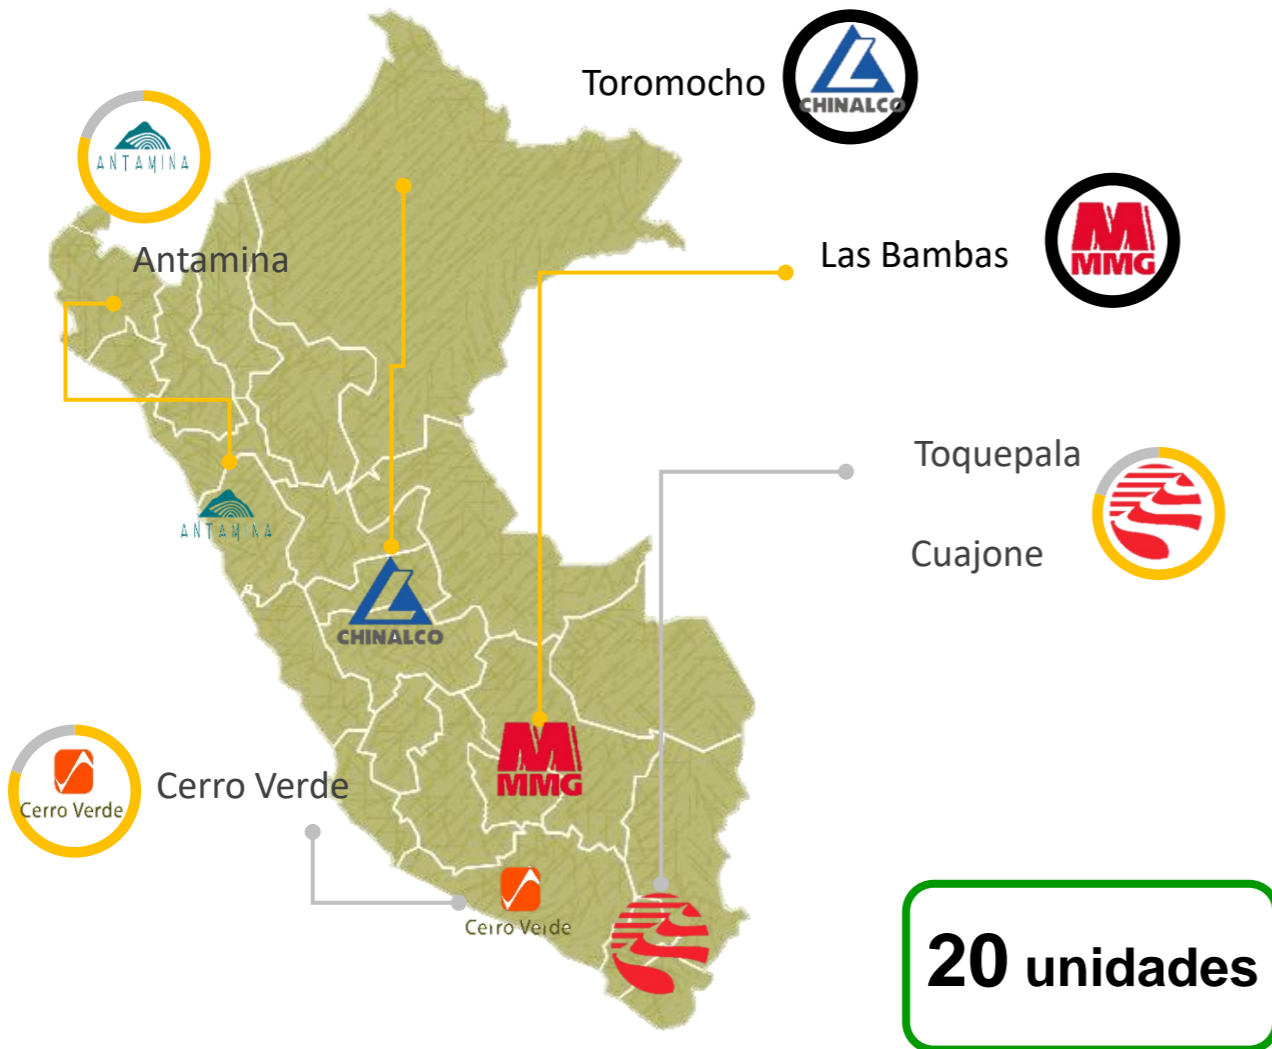 Toromocho
CHINALCO
ANTAMINA
Antamina
Las Bambas
MMG
Toquepala
Cuajone
ANTAMINA
CHINALCO
MMG
Cerro Verde
Cerro Verde
Cerro Verde
20 unidades